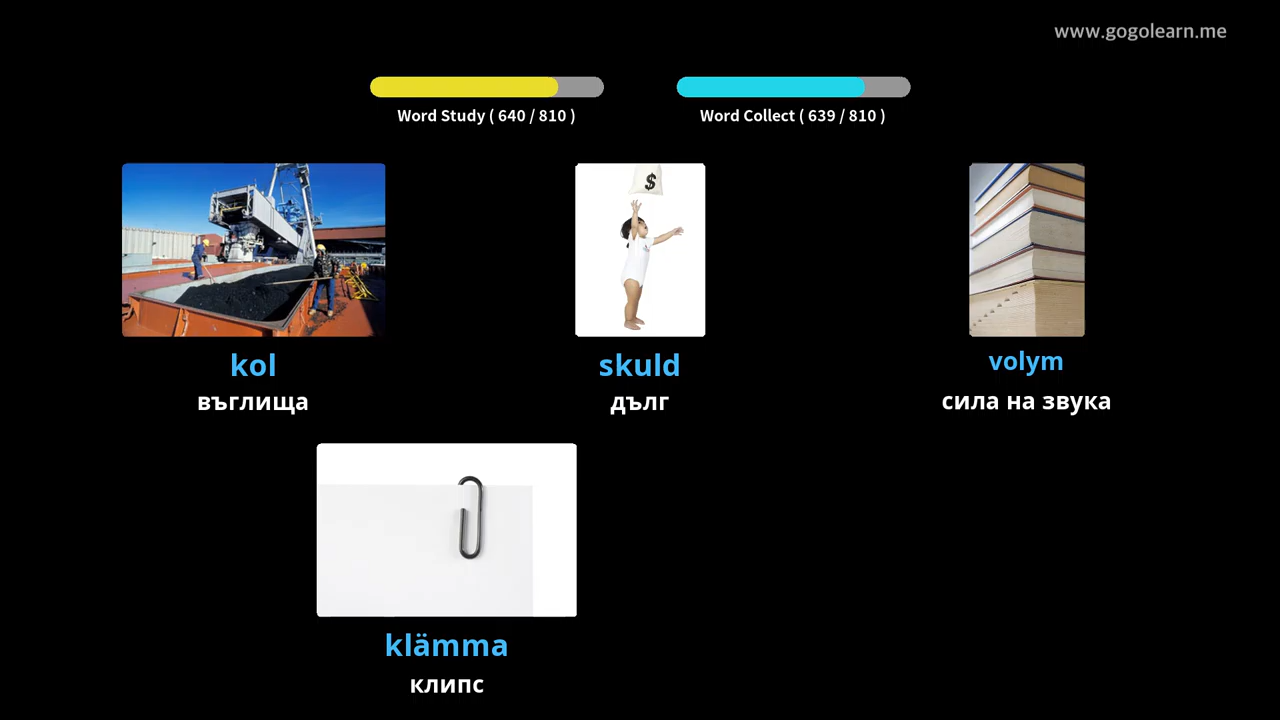 www.gogolearn.me
Word Study ( 640 / 810 )
Word Collect ( 639 / 810 )
$
kol
въглища
skuld
дълг
volym
сила на звука
klämma
клипс